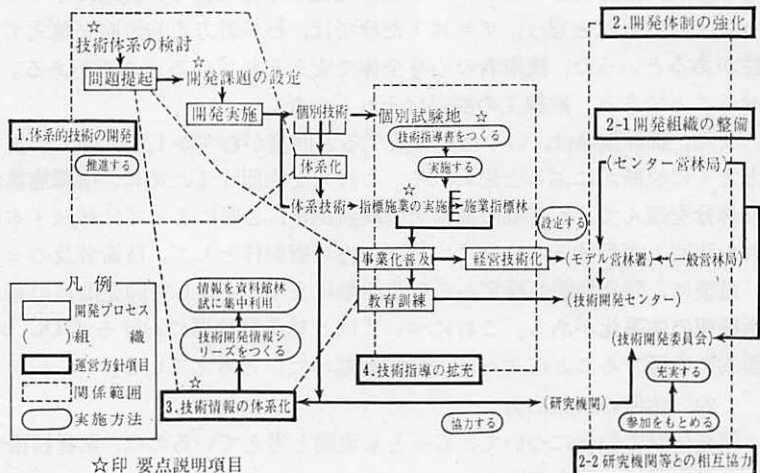 ☆
技術体系の検討
問題提起
☆
開発課題の設定
開発実施
個別技術
個別試験地 ☆
技術指導書をつくる
体系化
実施する
☆
体系技術
指標施業の実施
施業指標林
1.体系的技術の開発
推進する
2.開発体制の強化
2-1開発組織の整備
(センター営林局)
設定する
事業化普及
経営技術化
(モデル営林署)
(一般営林局)
教育訓練
(技術開発センター)
(技術開発委員会)
凡 例
開発プロセス
( )組 織
運営方針項目
関係範囲
実施方法
情報を資料館林
試に集中利用
技術開発情報シ
リーズをつくる
☆
3.技術情報の体系化
4.技術指導の拡充
協力する
(研究機関)
充実する
参加をもとめる
2-2研究機関等との相互協力
☆印 要点説明項目